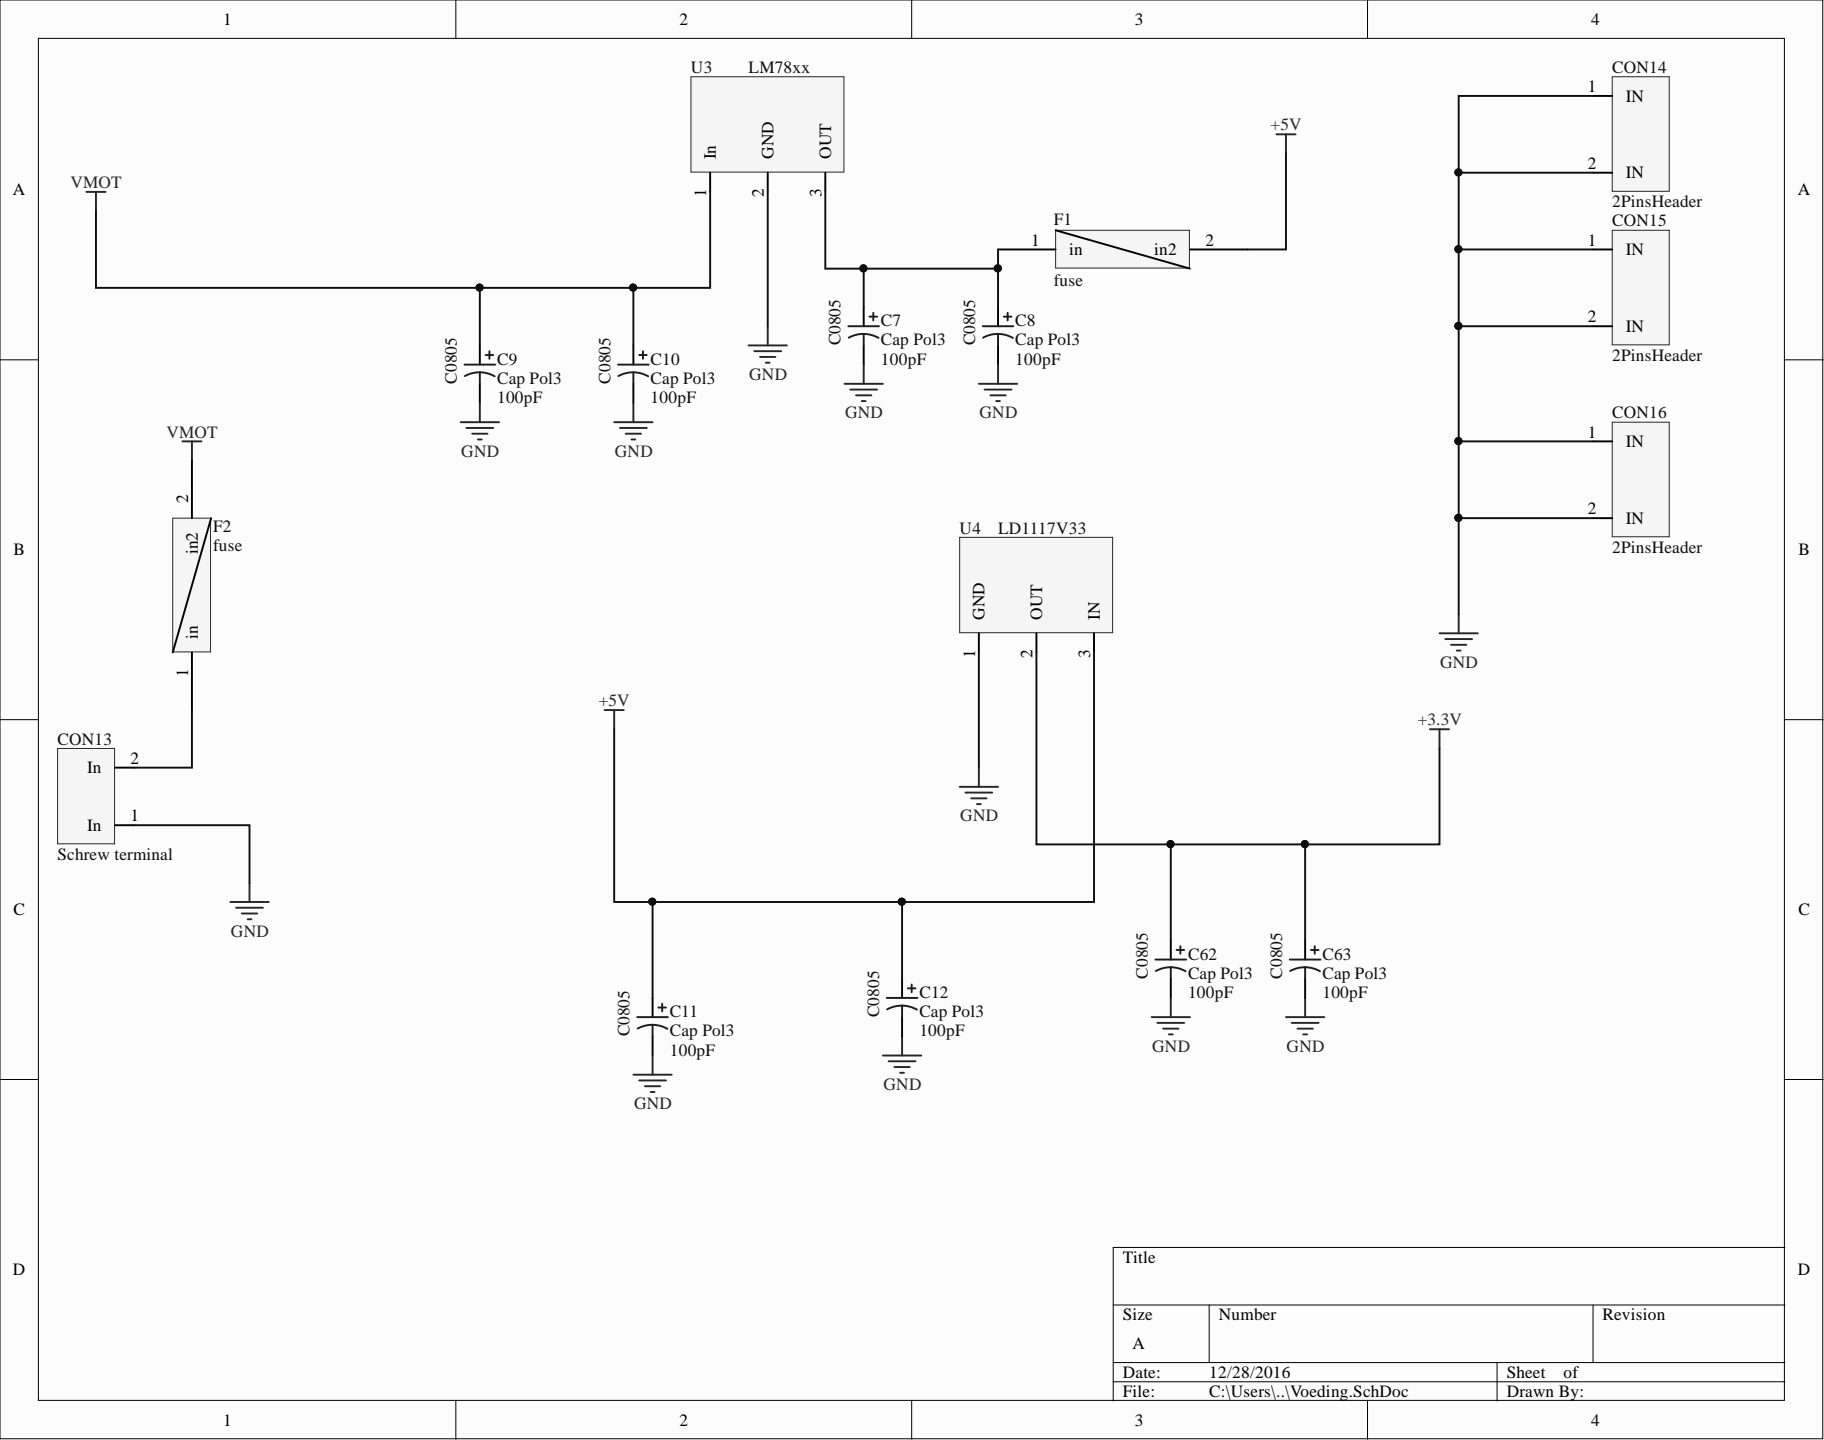 1 2 3 4
A
B
C
D
A
B
C
D
1 2 3 4
U3 LM78xx
In
GND
OUT
1
2
3
VMOT
C0805
+ C9
Cap Pol3
100pF
GND
C0805
+ C10
Cap Pol3
100pF
GND
GND
C0805
+ C7
Cap Pol3
100pF
GND
C0805
+ C8
Cap Pol3
100pF
GND
F1
1 in in2 2
fuse
+5V
CON14
1 IN
2 IN
2PinsHeader
CON15
1 IN
2 IN
2PinsHeader
CON16
1 IN
2 IN
2PinsHeader
GND
VMOT
2
in2
F2
fuse
in
1
CON13
In 2
In 1
Schrew terminal
GND
U4 LD1117V33
GND
OUT
IN
1
2
3
GND
+5V
+3.3V
C0805
+ C11
Cap Pol3
100pF
GND
C0805
+ C12
Cap Pol3
100pF
GND
C0805
+ C62
Cap Pol3
100pF
GND
C0805
+ C63
Cap Pol3
100pF
GND
Title
Size Number Revision
A
Date: 12/28/2016 Sheet of
File: C:\Users\..\Voeding.SchDoc Drawn By: